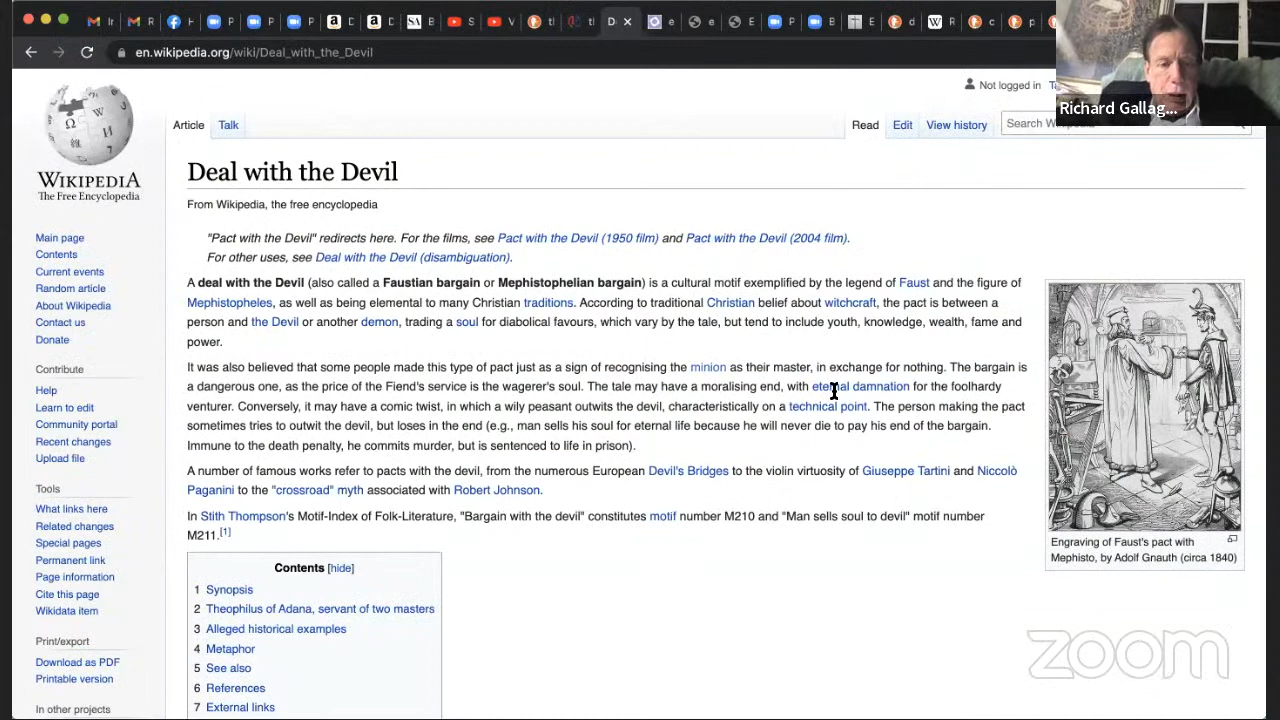 en.wikipedia.org/wiki/Deal_with_the_Devil
Richard Gallag...
Not logged in
Article Talk Read Edit View history Search
WIKIPEDIA
The Free Encyclopedia
Main page
Contents
Current events
Random article
About Wikipedia
Contact us
Donate
Contribute
Help
Learn to edit
Community portal
Recent changes
Upload file
Tools
What links here
Related changes
Special pages
Permanent link
Page information
Cite this page
Wikidata item
Print/export
Download as PDF
Printable version
In other projects
Deal with the Devil
From Wikipedia, the free encyclopedia
"Pact with the Devil" redirects here. For the films, see Pact with the Devil (1950 film) and Pact with the Devil (2004 film).
For other uses, see Deal with the Devil (disambiguation).
A deal with the Devil (also called a Faustian bargain or Mephistophelian bargain) is a cultural motif exemplified by the legend of Faust and the figure of
Mephistopheles, as well as being elemental to many Christian traditions. According to traditional Christian belief about witchcraft, the pact is between a
person and the Devil or another demon, trading a soul for diabolical favours, which vary by the tale, but tend to include youth, knowledge, wealth, fame and
power.
It was also believed that some people made this type of pact just as a sign of recognising the minion as their master, in exchange for nothing. The bargain is
a dangerous one, as the price of the Fiend's service is the wagerer's soul. The tale may have a moralising end, with eternal damnation for the foolhardy
venturer. Conversely, it may have a comic twist, in which a wily peasant outwits the devil, characteristically on a technical point. The person making the pact
sometimes tries to outwit the devil, but loses in the end (e.g., man sells his soul for eternal life because he will never die to pay his end of the bargain.
Immune to the death penalty, he commits murder, but is sentenced to life in prison).
A number of famous works refer to pacts with the devil, from the numerous European Devil's Bridges to the violin virtuosity of Giuseppe Tartini and Niccolò
Paganini to the "crossroad" myth associated with Robert Johnson.
In Stith Thompson's Motif-Index of Folk-Literature, "Bargain with the devil" constitutes motif number M210 and "Man sells soul to devil" motif number
M211.[1]
Contents [hide]
1 Synopsis
2 Theophilus of Adana, servant of two masters
3 Alleged historical examples
4 Metaphor
5 See also
6 References
7 External links
Engraving of Faust's pact with
Mephisto, by Adolf Gnauth (circa 1840)
zoom